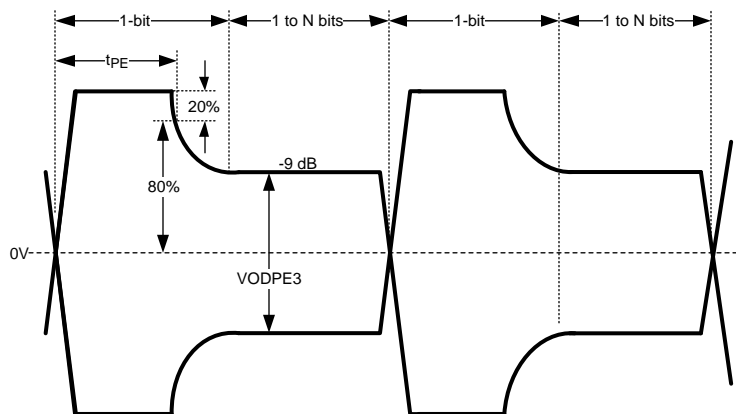 1-bit
1 to N bits
1-bit
1 to N bits
tPE
20%
-9 dB
80%
0V
VODPE3